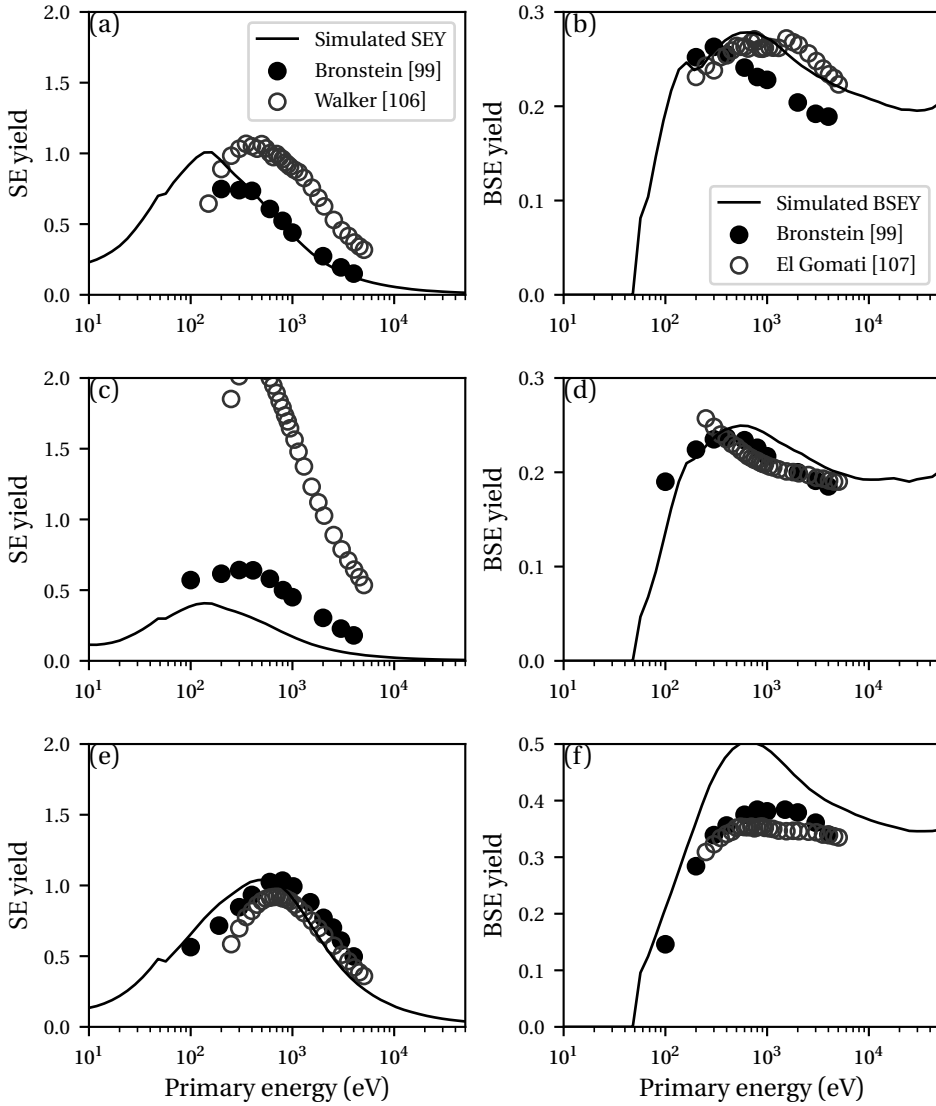 (a)
Simulated SEY
Bronstein [99]
Walker [106]
SE yield
2.0
1.5
1.0
0.5
0.0
10¹ 10² 10³ 10⁴
(b)
Simulated BSEY
Bronstein [99]
El Gomati [107]
BSE yield
0.3
0.2
0.1
0.0
10¹ 10² 10³ 10⁴
(c)
SE yield
2.0
1.5
1.0
0.5
0.0
10¹ 10² 10³ 10⁴
(d)
BSE yield
0.3
0.2
0.1
0.0
10¹ 10² 10³ 10⁴
(e)
SE yield
2.0
1.5
1.0
0.5
0.0
10¹ 10² 10³ 10⁴
Primary energy (eV)
(f)
BSE yield
0.5
0.4
0.3
0.2
0.1
0.0
10¹ 10² 10³ 10⁴
Primary energy (eV)